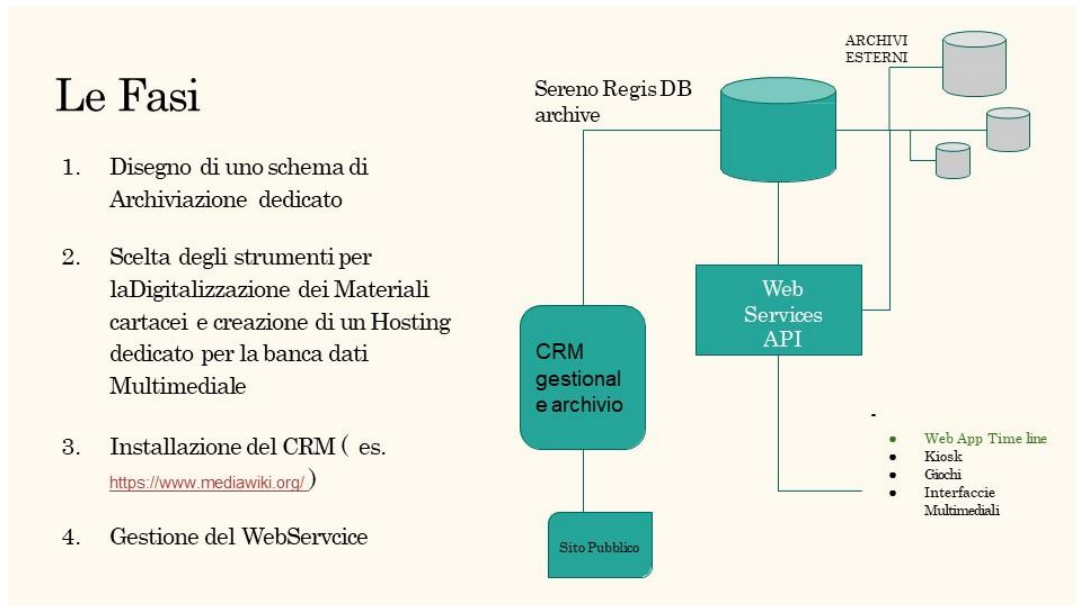 Le Fasi
1. Disegno di uno schema di
Archiviazione dedicato
2. Scelta degli strumenti per
laDigitalizzazione dei Materiali
cartacei e creazione di un Hosting
dedicato per la banca dati
Multimediale
3. Installazione del CRM ( es.
https://www.mediawiki.org/ )
4. Gestione del WebServcice
Sereno Regis DB
archive
ARCHIVI
ESTERNI
Web
Services
API
CRM
gestional
e archivio
Sito Pubblico
-
● Web App Time line
● Kiosk
● Giochi
● Interfaccie
Multimediali